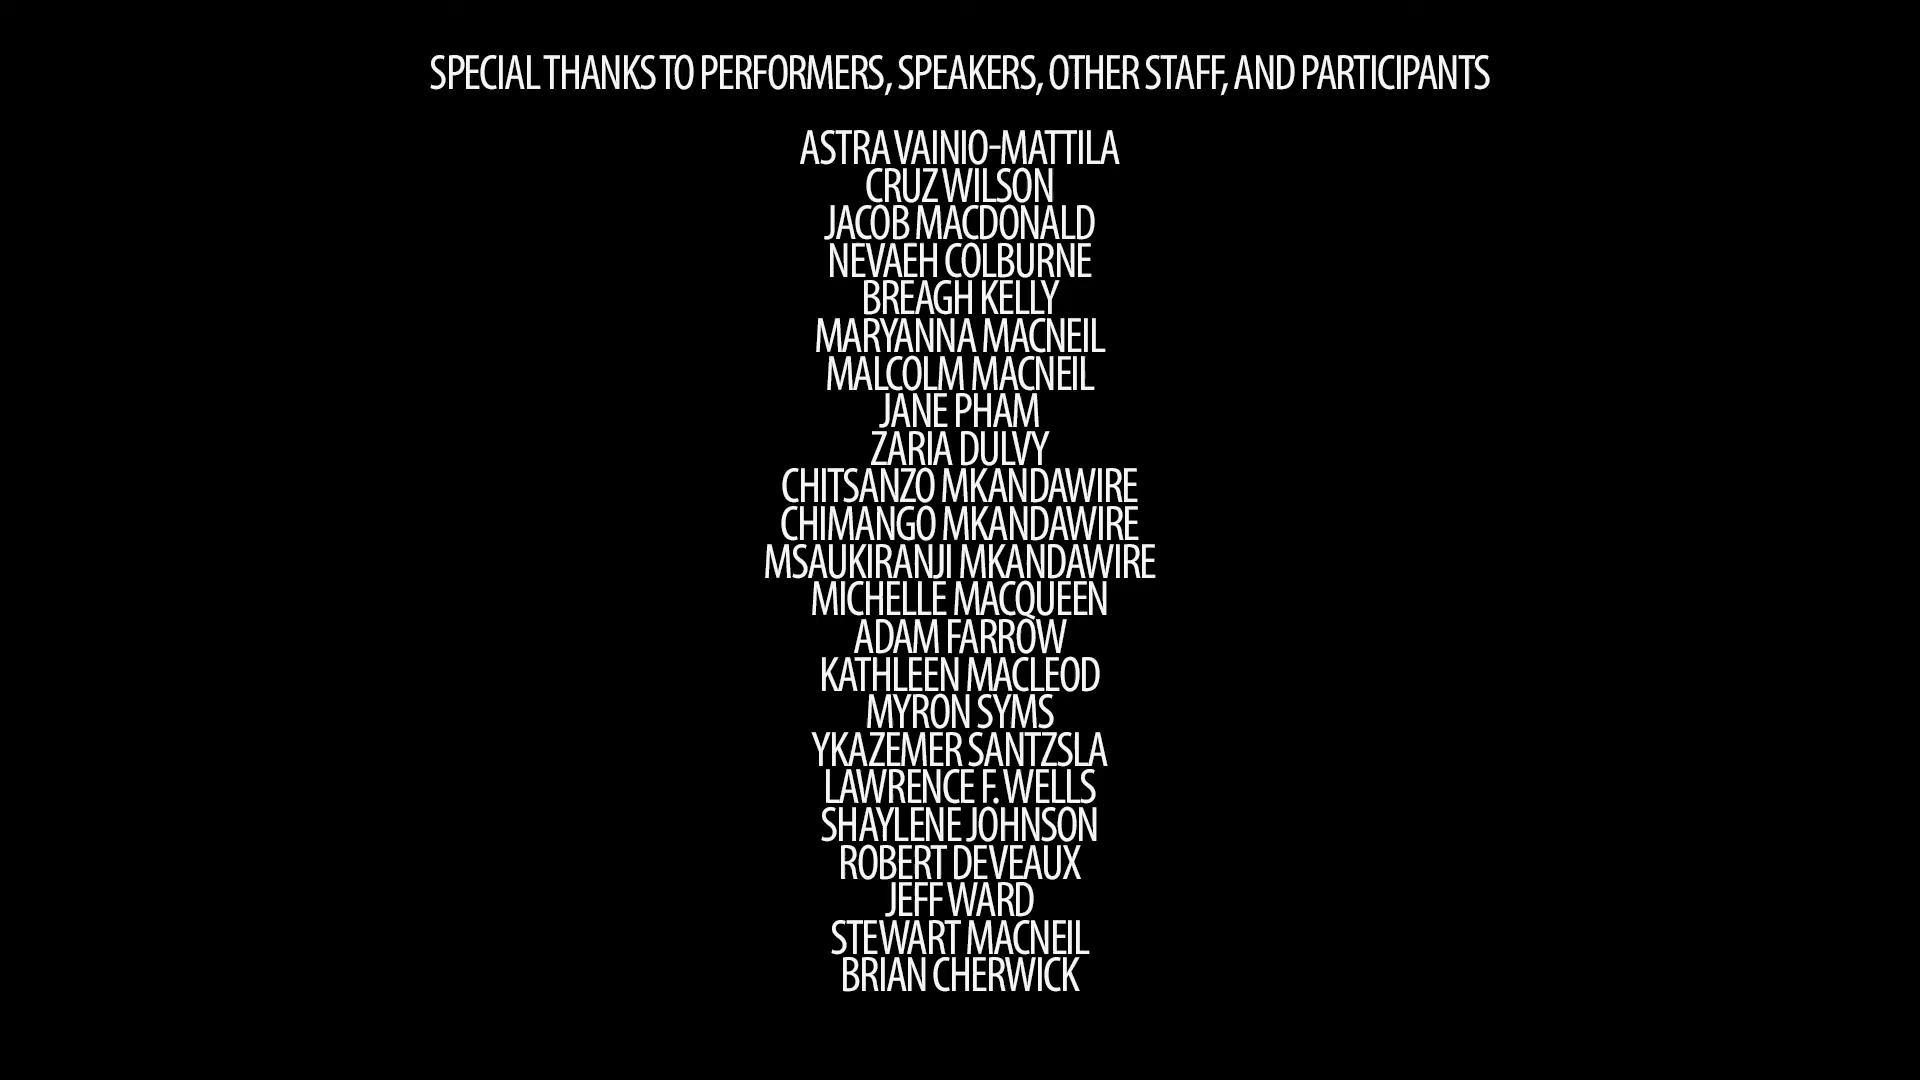 SPECIAL THANKS TO PERFORMERS, SPEAKERS, OTHER STAFF, AND PARTICIPANTS
ASTRA VAINIO-MATTILA
CRUZ WILSON
JACOB MACDONALD
NEVAEH COLBURNE
BREAGH KELLY
MARYANNA MACNEIL
MALCOLM MACNEIL
JANE PHAM
ZARIA DULVY
CHITSANZO MKANDAWIRE
CHIMANGO MKANDAWIRE
MSAUKIRANJI MKANDAWIRE
MICHELLE MACQUEEN
ADAM FARROW
KATHLEEN MACLEOD
MYRON SYMS
YKAZEMER SANTZSLA
LAWRENCE F. WELLS
SHAYLENE JOHNSON
ROBERT DEVEAUX
JEFF WARD
STEWART MACNEIL
BRIAN CHERWICK